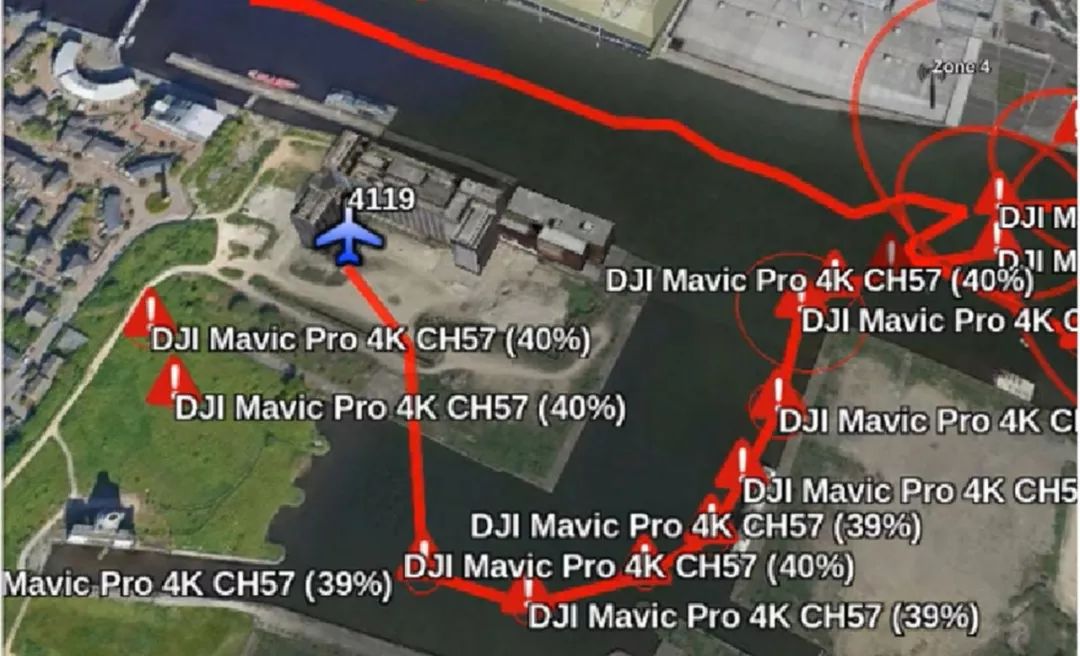 Zone 4
4119
DJI M
DJI M
DJI Mavic Pro 4K CH57 (40%)
DJI Mavic Pro 4K C
DJI Mavic Pro 4K CH57 (40%)
DJI Mavic Pro 4K CH57 (40%)
DJI Mavic Pro 4K C
DJI Mavic Pro 4K CH5
DJI Mavic Pro 4K CH57 (39%)
DJI Mavic Pro 4K CH57 (40%)
Mavic Pro 4K CH57 (39%)
DJI Mavic Pro 4K CH57 (39%)